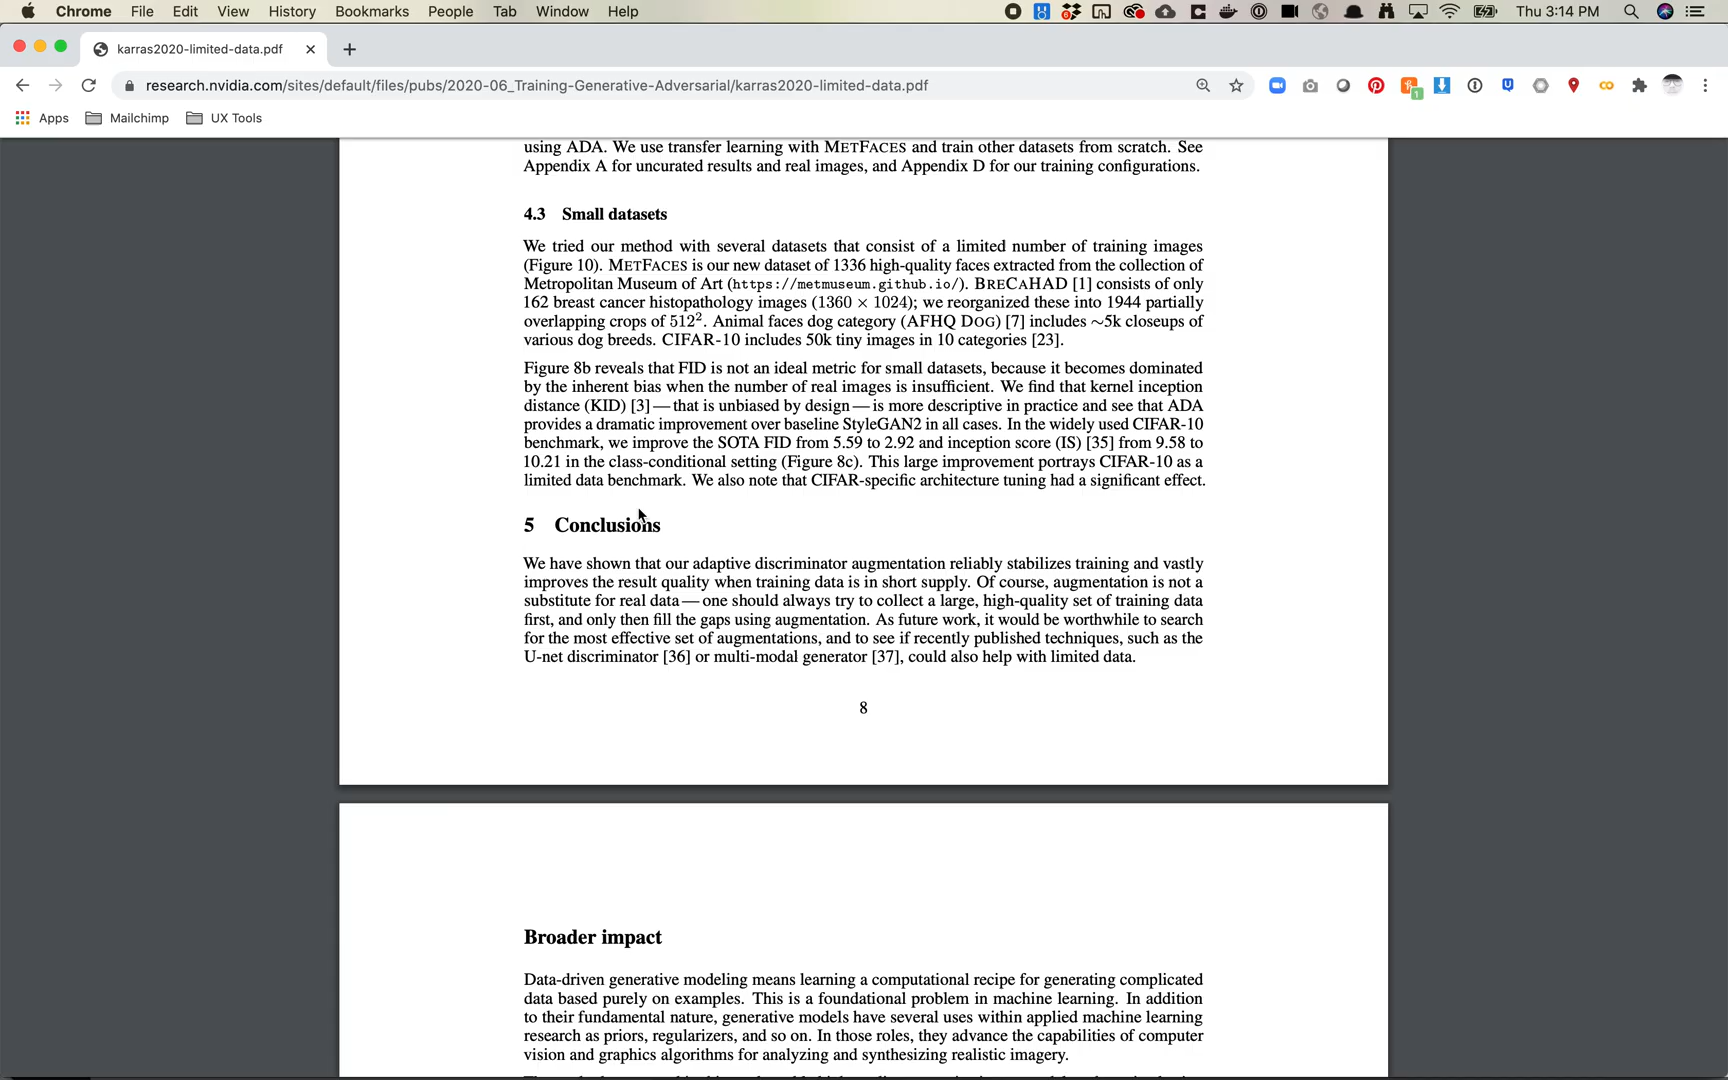 Chrome File Edit View History Bookmarks People Tab Window Help Thu 3:14 PM
karras2020-limited-data.pdf
research.nvidia.com/sites/default/files/pubs/2020-06_Training-Generative-Adversarial/karras2020-limited-data.pdf
Apps Mailchimp UX Tools
using ADA. We use transfer learning with METFACES and train other datasets from scratch. See
Appendix A for uncurated results and real images, and Appendix D for our training configurations.
4.3 Small datasets
We tried our method with several datasets that consist of a limited number of training images
(Figure 10). METFACES is our new dataset of 1336 high-quality faces extracted from the collection of
Metropolitan Museum of Art (https://metmuseum.github.io/). BRECAHAD [1] consists of only
162 breast cancer histopathology images (1360 × 1024); we reorganized these into 1944 partially
overlapping crops of 512². Animal faces dog category (AFHQ DOG) [7] includes ∼5k closeups of
various dog breeds. CIFAR-10 includes 50k tiny images in 10 categories [23].
Figure 8b reveals that FID is not an ideal metric for small datasets, because it becomes dominated
by the inherent bias when the number of real images is insufficient. We find that kernel inception
distance (KID) [3] — that is unbiased by design — is more descriptive in practice and see that ADA
provides a dramatic improvement over baseline StyleGAN2 in all cases. In the widely used CIFAR-10
benchmark, we improve the SOTA FID from 5.59 to 2.92 and inception score (IS) [35] from 9.58 to
10.21 in the class-conditional setting (Figure 8c). This large improvement portrays CIFAR-10 as a
limited data benchmark. We also note that CIFAR-specific architecture tuning had a significant effect.
5 Conclusions
We have shown that our adaptive discriminator augmentation reliably stabilizes training and vastly
improves the result quality when training data is in short supply. Of course, augmentation is not a
substitute for real data — one should always try to collect a large, high-quality set of training data
first, and only then fill the gaps using augmentation. As future work, it would be worthwhile to search
for the most effective set of augmentations, and to see if recently published techniques, such as the
U-net discriminator [36] or multi-modal generator [37], could also help with limited data.
8
Broader impact
Data-driven generative modeling means learning a computational recipe for generating complicated
data based purely on examples. This is a foundational problem in machine learning. In addition
to their fundamental nature, generative models have several uses within applied machine learning
research as priors, regularizers, and so on. In those roles, they advance the capabilities of computer
vision and graphics algorithms for analyzing and synthesizing realistic imagery.